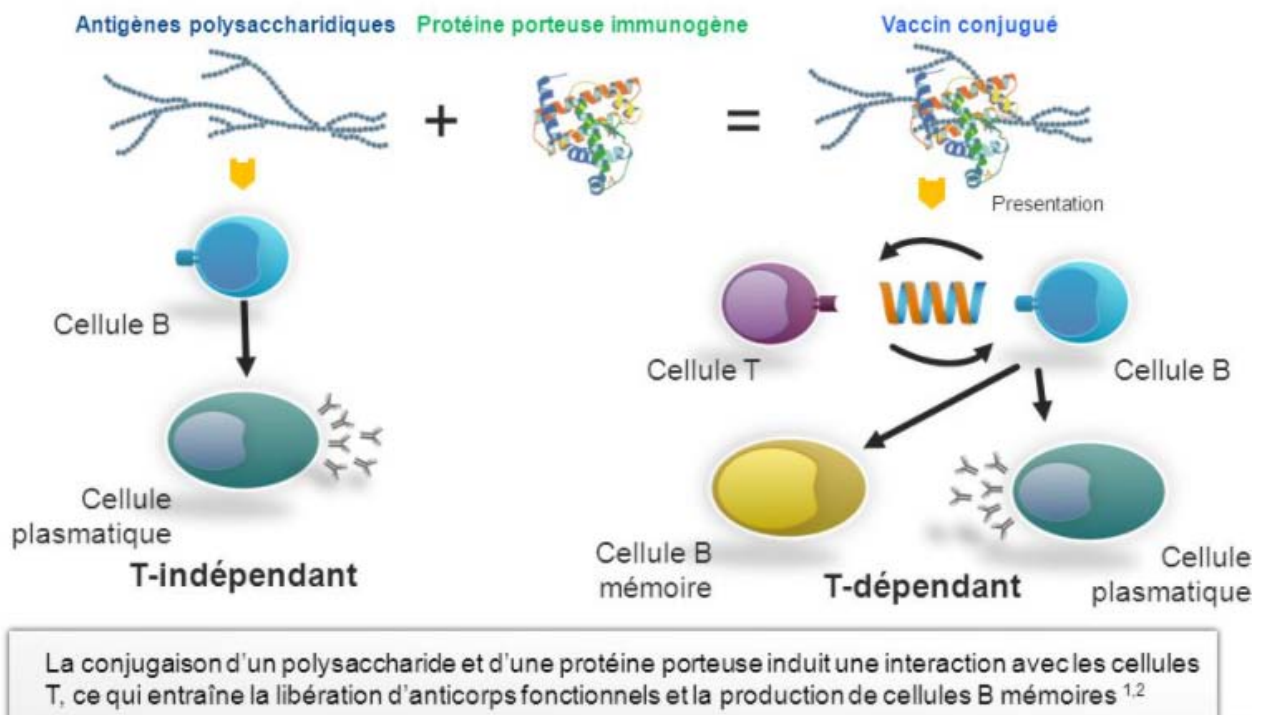 Antigènes polysaccharidiques
Protéine porteuse immunogène
Vaccin conjugué
+
=
Presentation
Cellule B
Cellule T
Cellule B
Cellule
plasmatique
T-indépendant
Cellule B
mémoire
T-dépendant
Cellule
plasmatique
La conjugaison d'un polysaccharide et d'une protéine porteuse induit une interaction avec les cellules
T, ce qui entraîne la libération d'anticorps fonctionnels et la production de cellules B mémoires 1,2